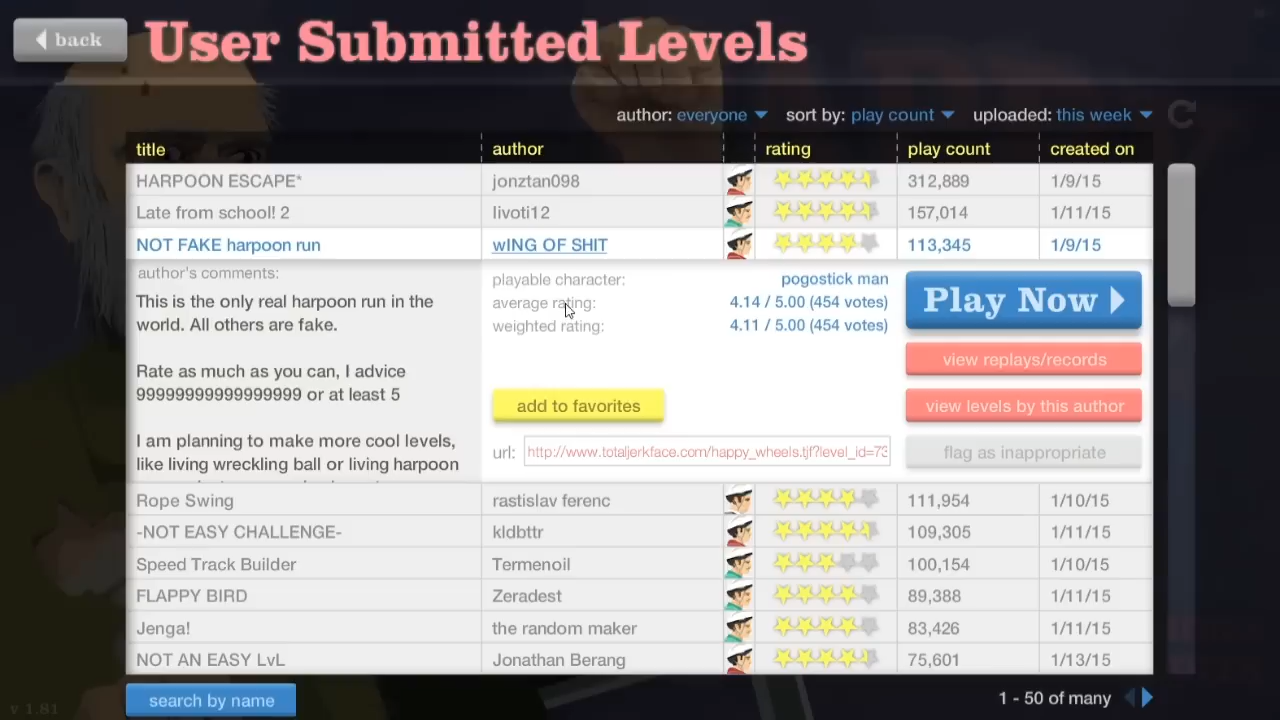 back
User Submitted Levels
author: everyone sort by: play count uploaded: this week
title author rating play count created on
HARPOON ESCAPE* jonztan098 312,889 1/9/15
Late from school! 2 livoti12 157,014 1/11/15
NOT FAKE harpoon run wING OF SHIT 113,345 1/9/15
author's comments:
This is the only real harpoon run in the
world. All others are fake.
Rate as much as you can, I advice
99999999999999999 or at least 5
I am planning to make more cool levels,
like living wreckling ball or living harpoon
playable character: pogostick man
average rating: 4.14 / 5.00 (454 votes)
weighted rating: 4.11 / 5.00 (454 votes)
add to favorites
url: http://www.totaljerkface.com/happy_wheels.tjf?level_id=73
Play Now
view replays/records
view levels by this author
flag as inappropriate
Rope Swing rastislav ferenc 111,954 1/10/15
-NOT EASY CHALLENGE- kldbttr 109,305 1/11/15
Speed Track Builder Termenoil 100,154 1/10/15
FLAPPY BIRD Zeradest 89,388 1/11/15
Jenga! the random maker 83,426 1/11/15
NOT AN EASY LvL Jonathan Berang 75,601 1/13/15
search by name
1 - 50 of many
v 1.81